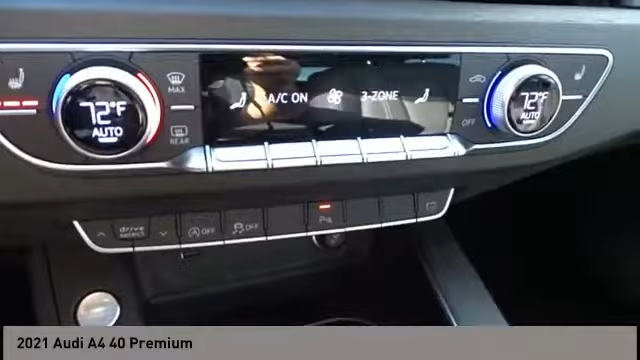 72°F
AUTO
MAX
REAR
A/C ON
3-ZONE
OFF
72°F
AUTO
drive
select
OFF
OFF
2021 Audi A4 40 Premium